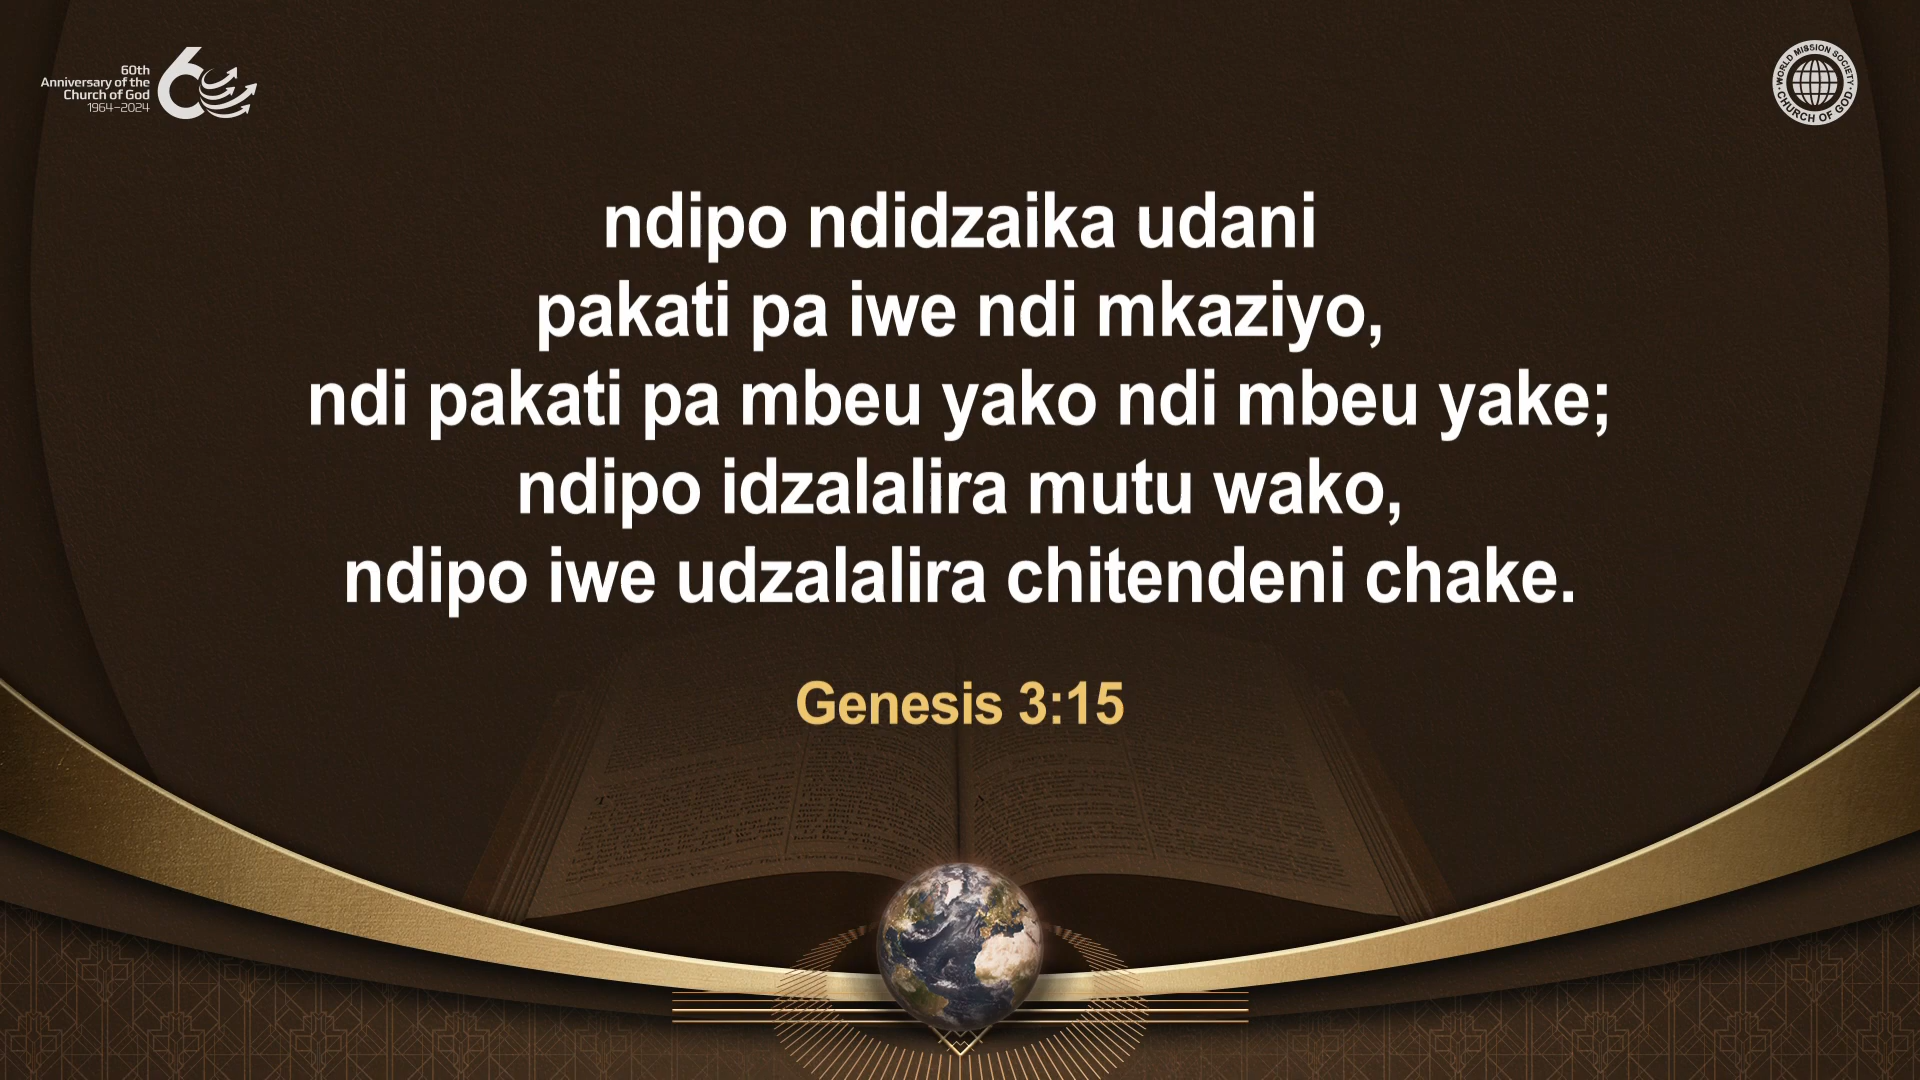 60th
Anniversary of the
Church of God
1964–2024
60
WORLD MISSION SOCIETY
CHURCH OF GOD
ndipo ndidzaika udani
pakati pa iwe ndi mkaziyo,
ndi pakati pa mbeu yako ndi mbeu yake;
ndipo idzalalira mutu wako,
ndipo iwe udzalalira chitendeni chake.
Genesis 3:15